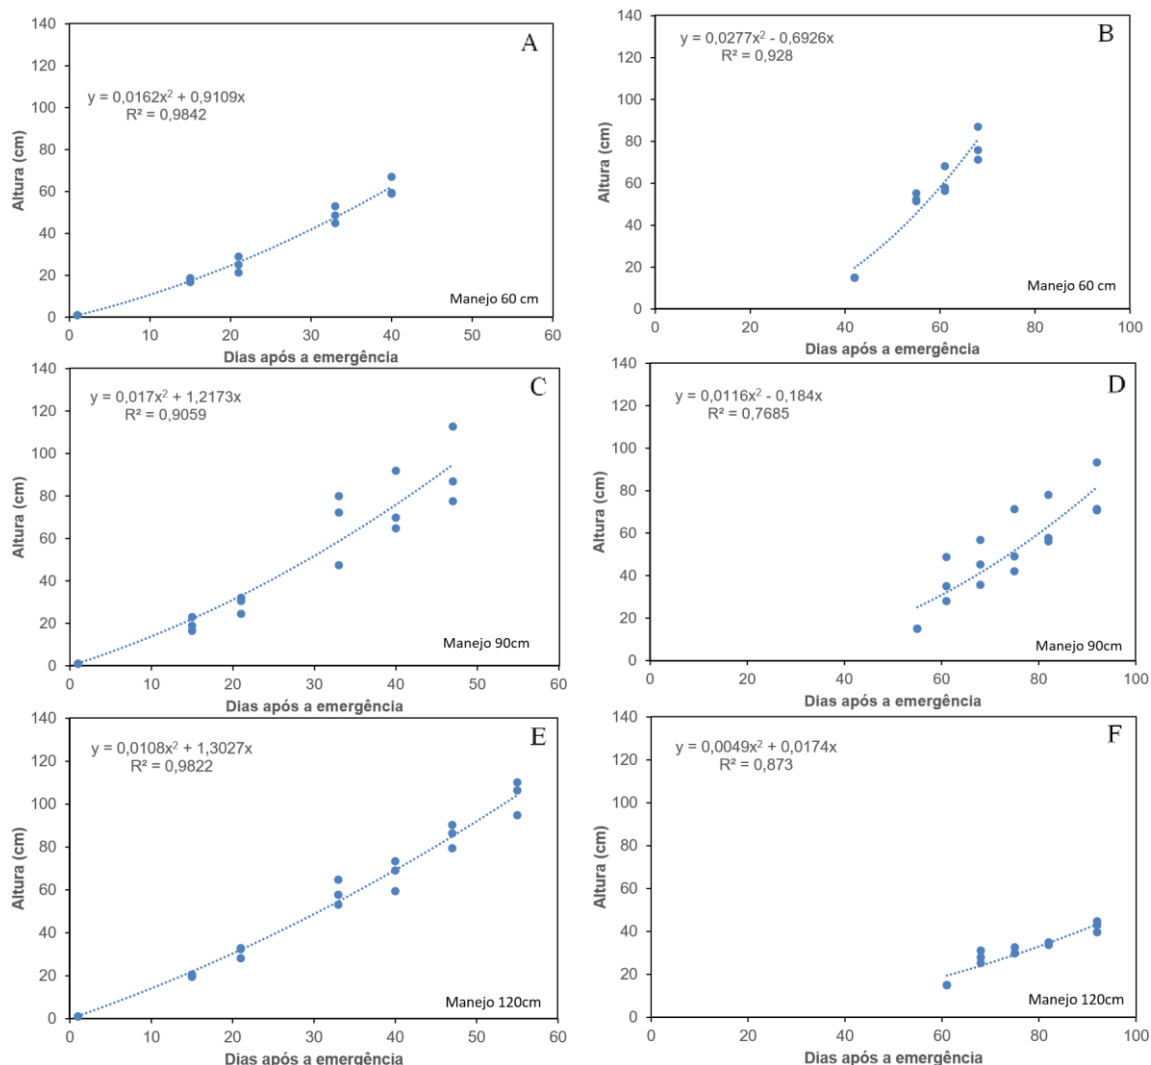 A
y = 0,0162x² + 0,9109x
R² = 0,9842
Altura (cm)
140
120
100
80
60
40
20
0
Manejo 60 cm
0 10 20 30 40 50 60
Dias após a emergência
B
y = 0,0277x² - 0,6926x
R² = 0,928
Altura (cm)
140
120
100
80
60
40
20
0
Manejo 60 cm
0 20 40 60 80 100
Dias após a emergência
C
y = 0,017x² + 1,2173x
R² = 0,9059
Altura (cm)
140
120
100
80
60
40
20
0
Manejo 90cm
0 10 20 30 40 50 60
Dias após a emergência
D
y = 0,0116x² - 0,184x
R² = 0,7685
Altura (cm)
140
120
100
80
60
40
20
0
Manejo 90cm
0 20 40 60 80 100
Dias após a emergência
E
y = 0,0108x² + 1,3027x
R² = 0,9822
Altura (cm)
140
120
100
80
60
40
20
0
Manejo 120cm
0 10 20 30 40 50 60
Dias após a emergência
F
y = 0,0049x² + 0,0174x
R² = 0,873
Altura (cm)
140
120
100
80
60
40
20
0
Manejo 120cm
0 20 40 60 80 100
Dias após a emergência